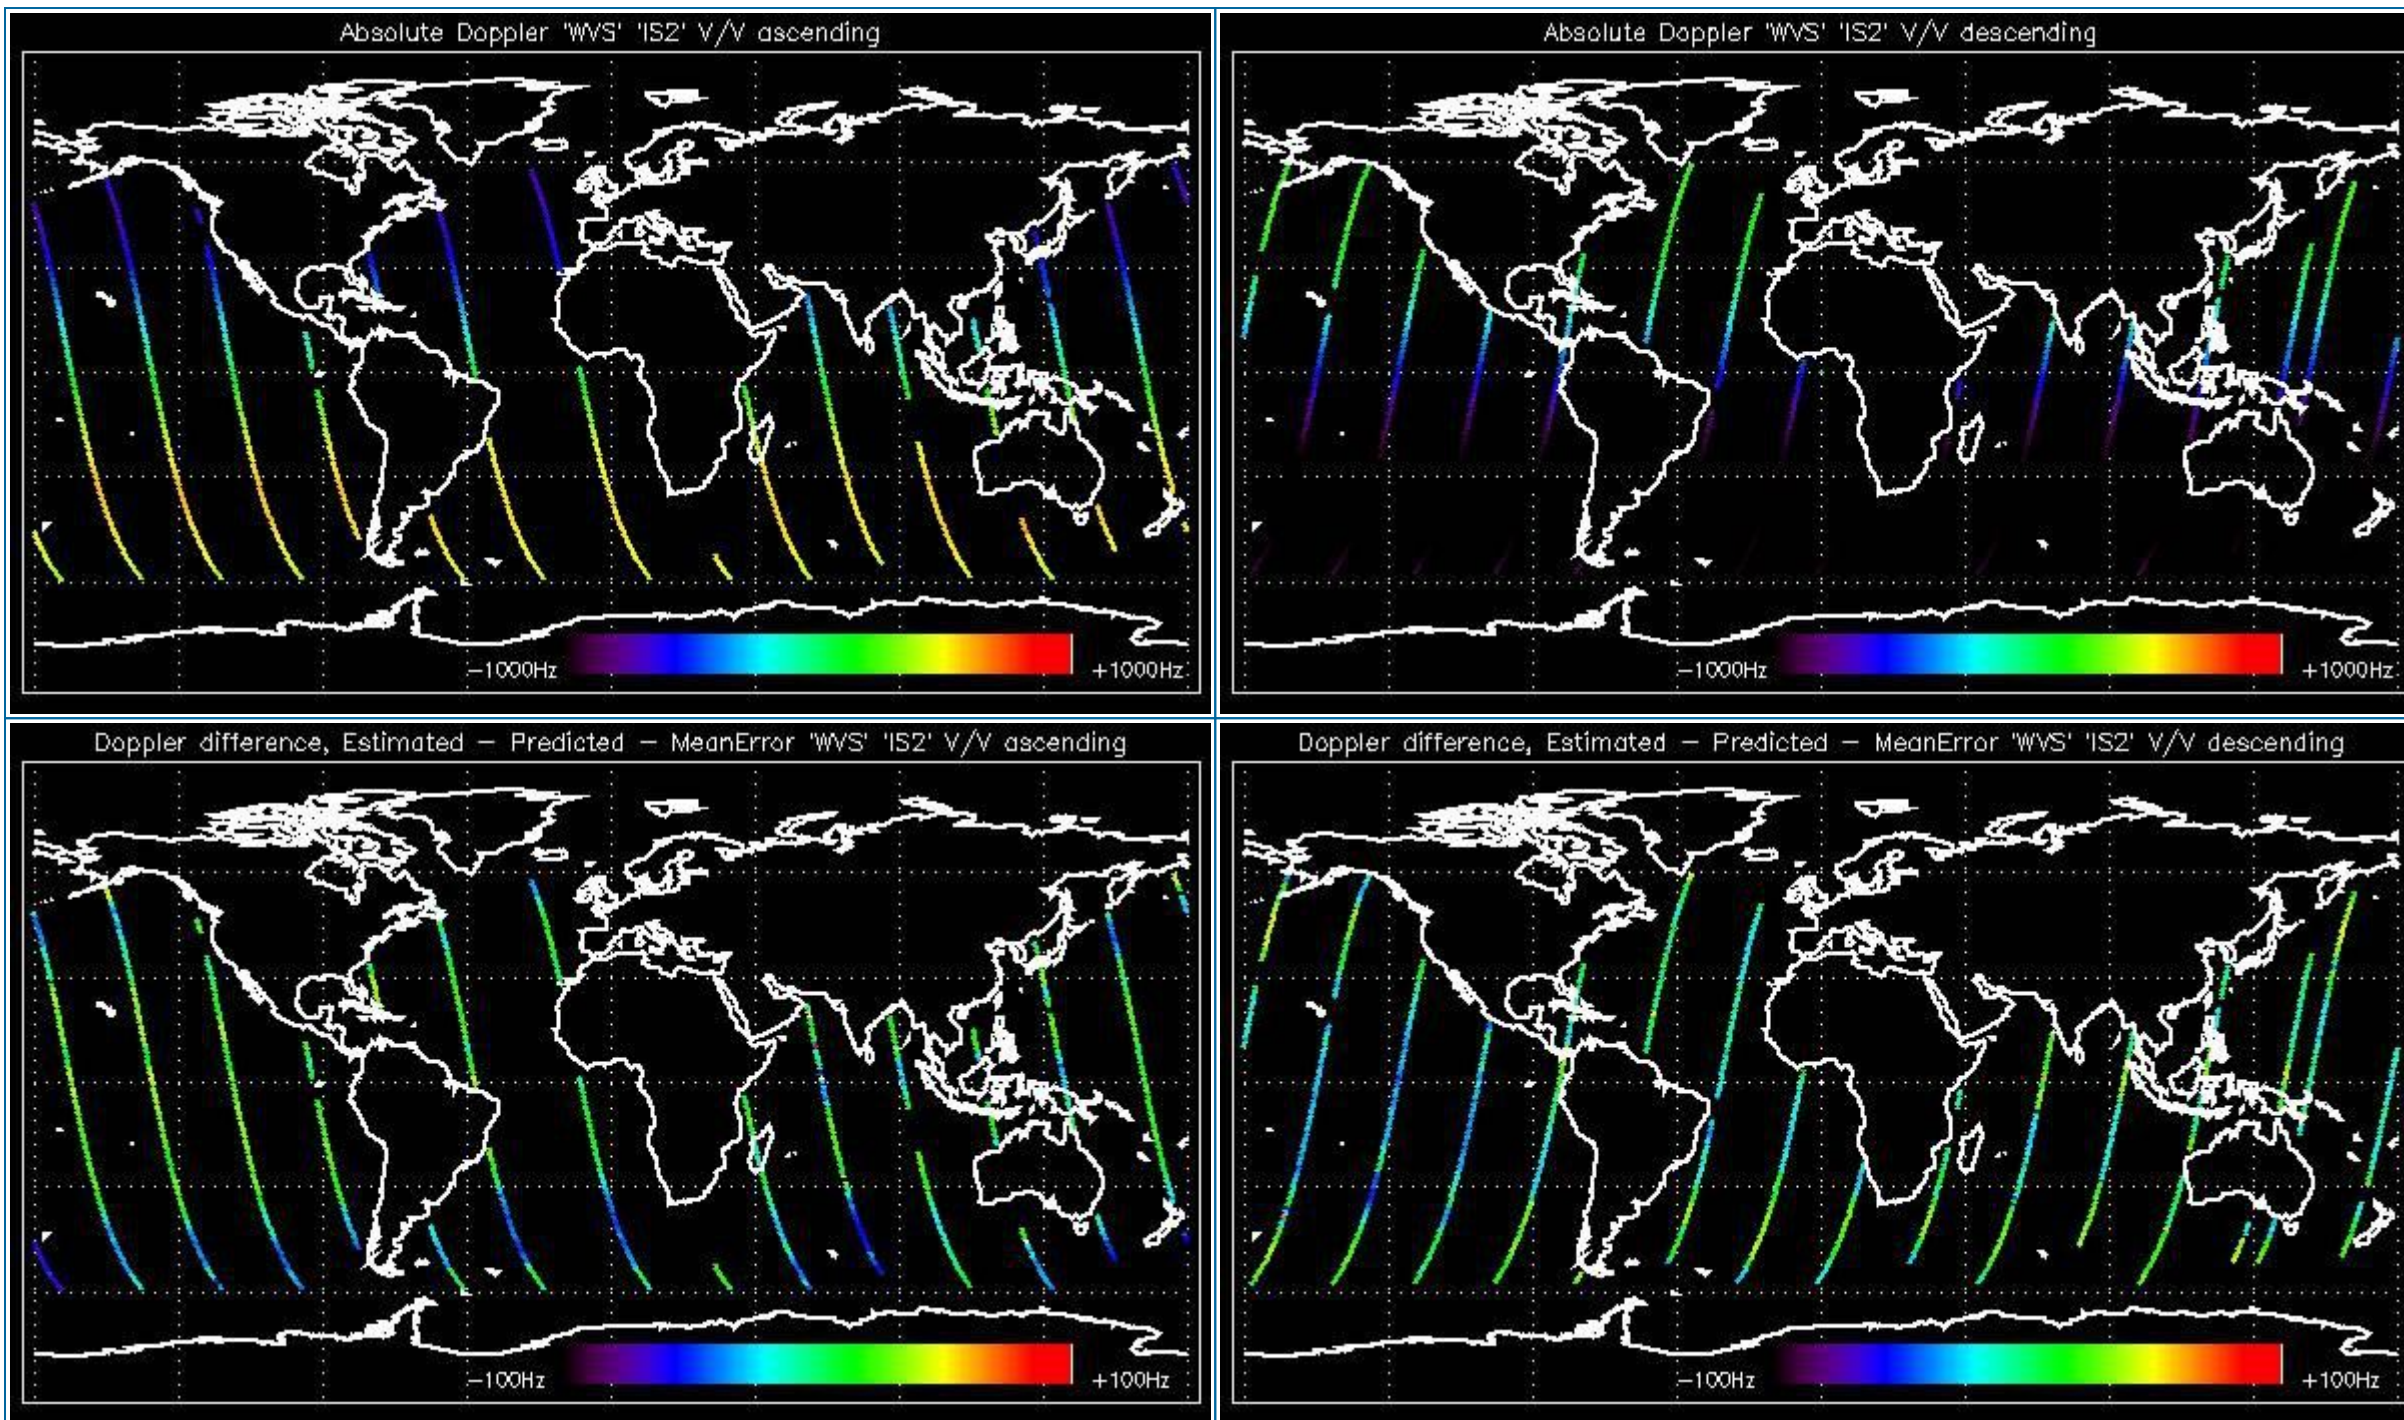 Absolute Doppler 'WVS' 'IS2' V/V ascending
-1000Hz
+1000Hz
Absolute Doppler 'WVS' 'IS2' V/V descending
-1000Hz
+1000Hz
Doppler difference, Estimated - Predicted - MeanError 'WVS' 'IS2' V/V ascending
-100Hz
+100Hz
Doppler difference, Estimated - Predicted - MeanError 'WVS' 'IS2' V/V descending
-100Hz
+100Hz